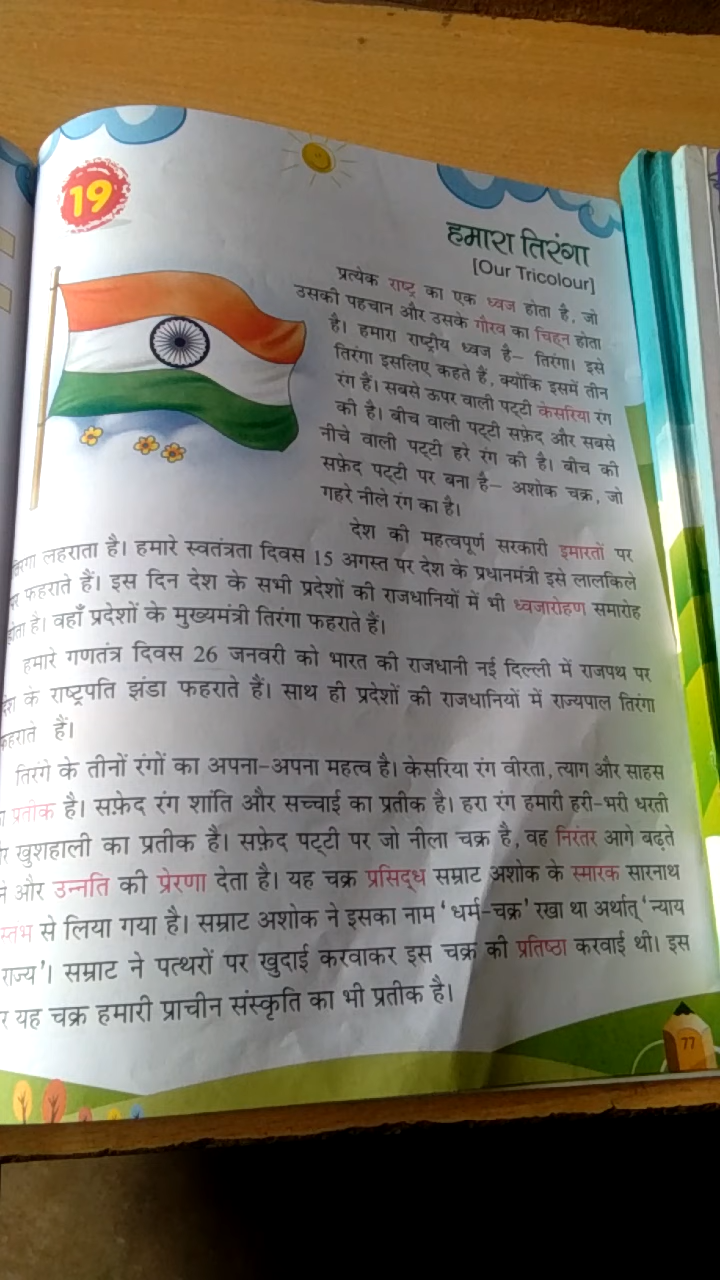 19
हमारा तिरंगा
[Our Tricolour]
प्रत्येक राष्ट्र का एक ध्वज होता है, जो
उसकी पहचान और उसके गौरव का चिह्न होता
है। हमारा राष्ट्रीय ध्वज है– तिरंगा। इसे
तिरंगा इसलिए कहते हैं, क्योंकि इसमें तीन
रंग हैं। सबसे ऊपर वाली पट्टी केसरिया रंग
की है। बीच वाली पट्टी सफ़ेद और सबसे
नीचे वाली पट्टी हरे रंग की है। बीच की
सफ़ेद पट्टी पर बना है– अशोक चक्र, जो
गहरे नीले रंग का है।
देश की महत्वपूर्ण सरकारी इमारतों पर
लहराता है। हमारे स्वतंत्रता दिवस 15 अगस्त पर देश के प्रधानमंत्री इसे लालकिले
फहराते हैं। इस दिन देश के सभी प्रदेशों की राजधानियों में भी ध्वजारोहण समारोह
है। वहाँ प्रदेशों के मुख्यमंत्री तिरंगा फहराते हैं।
हमारे गणतंत्र दिवस 26 जनवरी को भारत की राजधानी नई दिल्ली में राजपथ पर
के राष्ट्रपति झंडा फहराते हैं। साथ ही प्रदेशों की राजधानियों में राज्यपाल तिरंगा
हैं।
तिरंगे के तीनों रंगों का अपना-अपना महत्व है। केसरिया रंग वीरता, त्याग और साहस
प्रतीक है। सफ़ेद रंग शांति और सच्चाई का प्रतीक है। हरा रंग हमारी हरी-भरी धरती
खुशहाली का प्रतीक है। सफ़ेद पट्टी पर जो नीला चक्र है, वह निरंतर आगे बढ़ते
और उन्नति की प्रेरणा देता है। यह चक्र प्रसिद्ध सम्राट अशोक के स्मारक सारनाथ
से लिया गया है। सम्राट अशोक ने इसका नाम 'धर्म-चक्र' रखा था अर्थात् 'न्याय
राज्य'। सम्राट ने पत्थरों पर खुदाई करवाकर इस चक्र की प्रतिष्ठा करवाई थी। इस
यह चक्र हमारी प्राचीन संस्कृति का भी प्रतीक है।
77